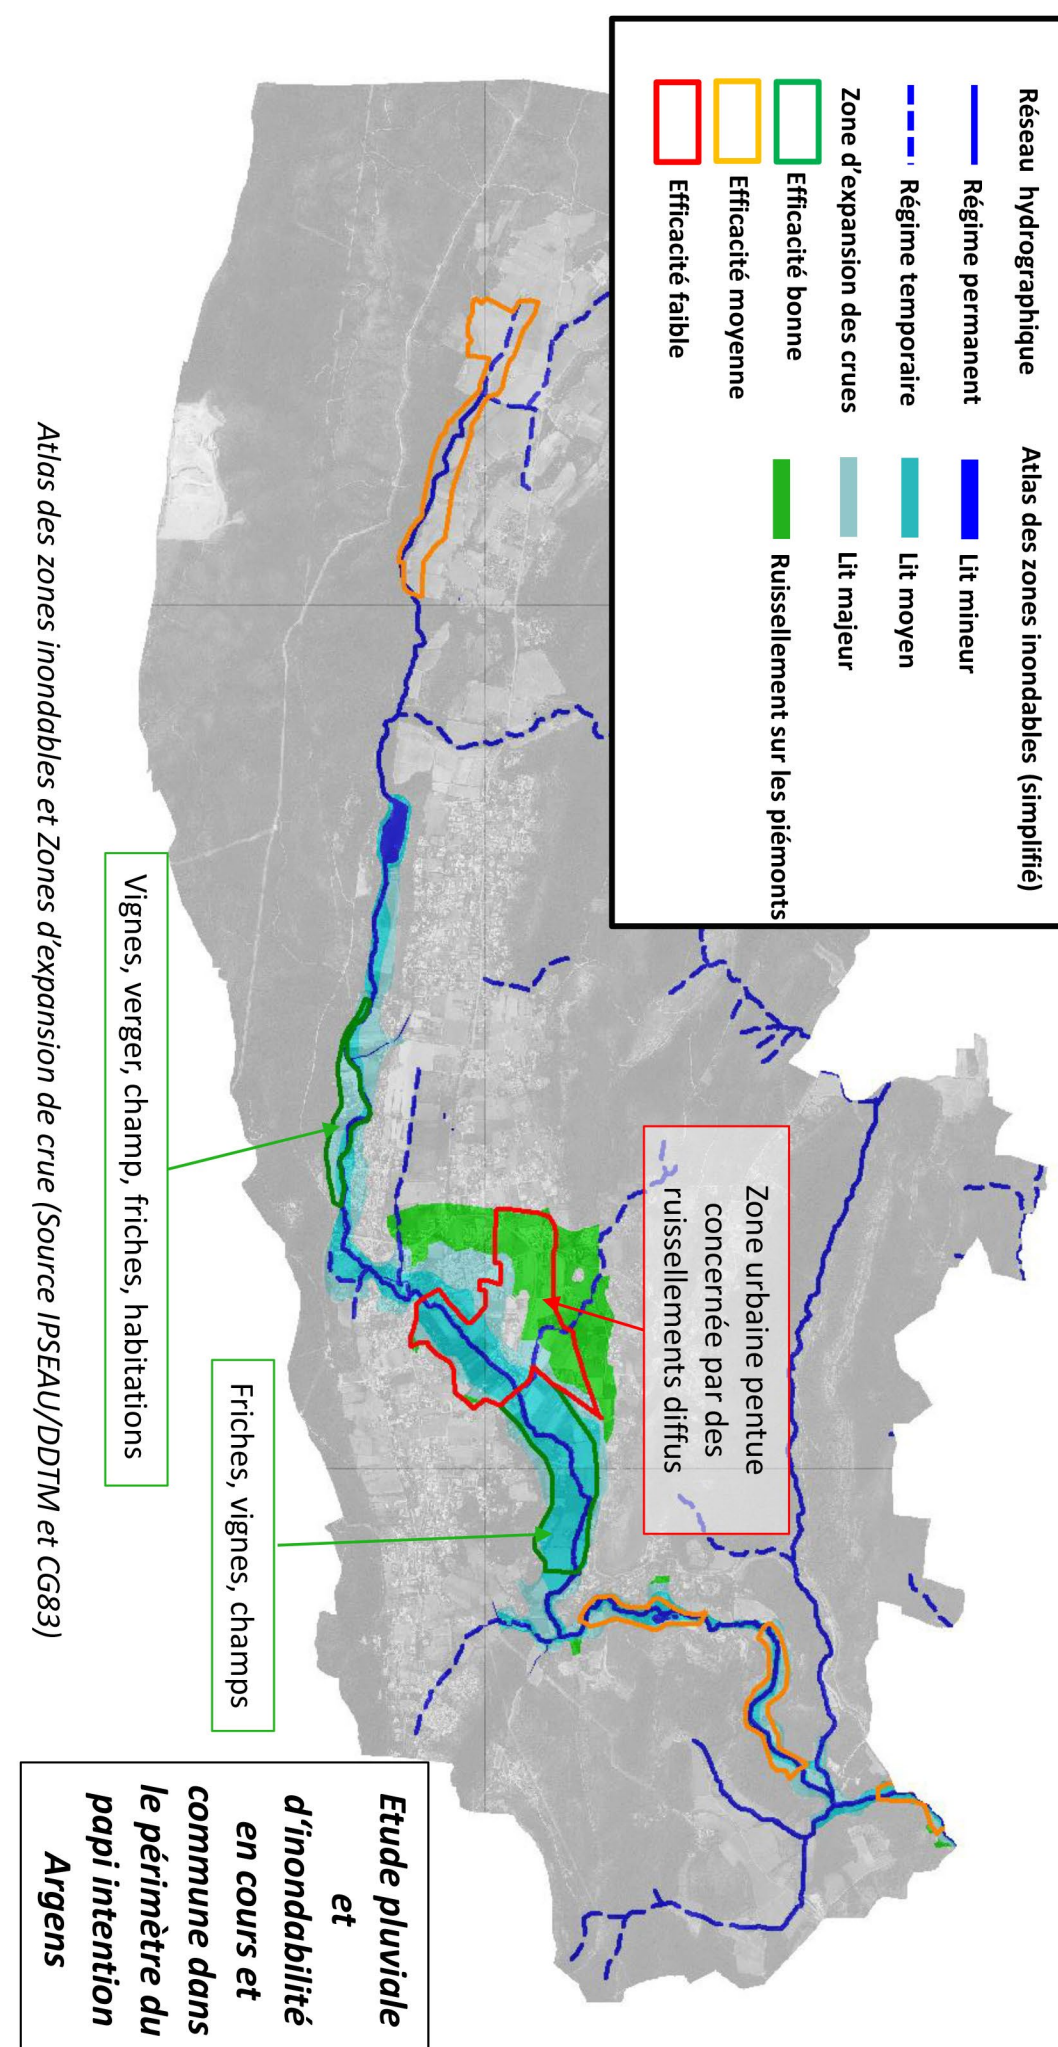 Réseau hydrographique
Régime permanent
Régime temporaire
Zone d'expansion des crues
Efficacité bonne
Efficacité moyenne
Efficacité faible
Atlas des zones inondables (simplifié)
Lit mineur
Lit moyen
Lit majeur
Ruissellement sur les piémonts
Zone urbaine pentue
concernée par des
ruissellements diffus
Vignes, verger, champ, friches, habitations
Friches, vignes, champs
Etude pluviale
et
d'inondabilité
en cours et
commune dans
le périmètre du
papi intention
Argens
Atlas des zones inondables et Zones d'expansion de crue (Source IPSEAU/DDTM et CG83)